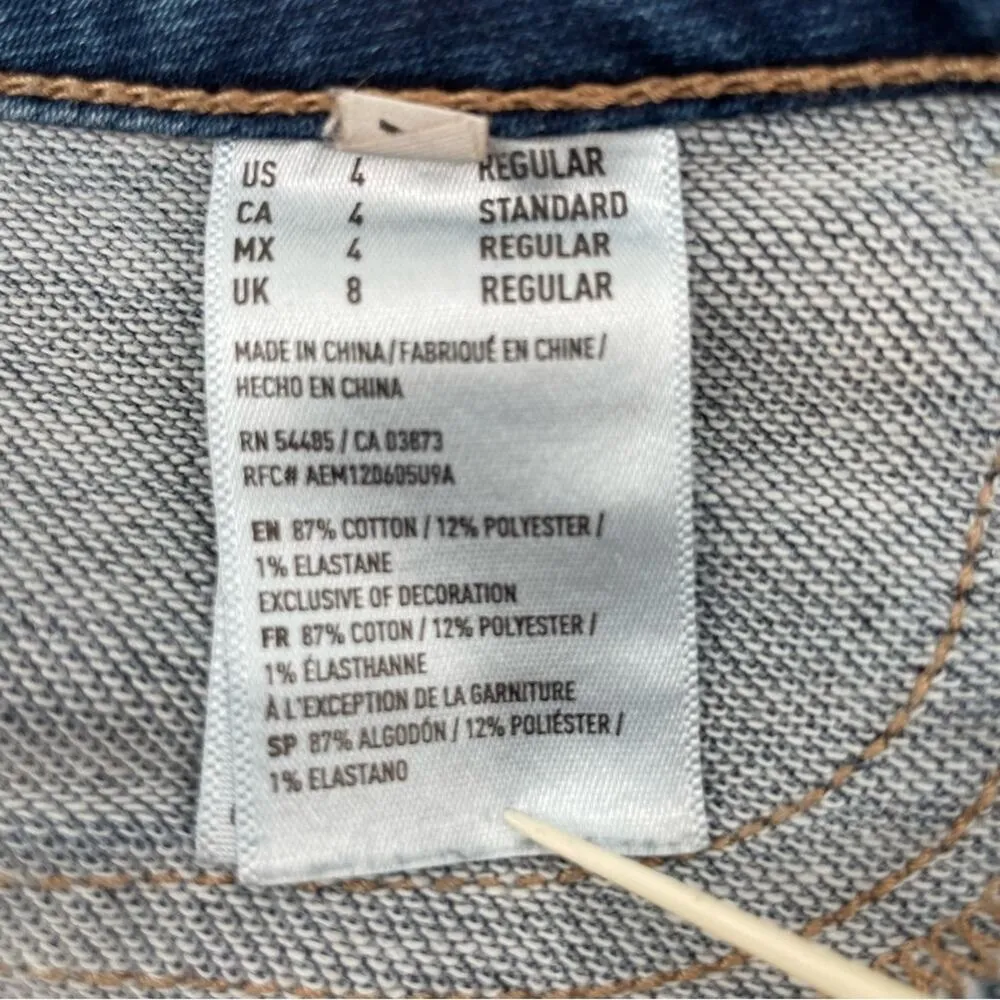 US 4 REGULAR
CA 4 STANDARD
MX 4 REGULAR
UK 8 REGULAR
MADE IN CHINA/FABRIQUÉ EN CHINE/
HECHO EN CHINA
RN 54485 / CA 03873
RFC# AEM120605U9A
EN 87% COTTON / 12% POLYESTER /
1% ELASTANE
EXCLUSIVE OF DECORATION
FR 87% COTON / 12% POLYESTER /
1% ÉLASTHANNE
À L'EXCEPTION DE LA GARNITURE
SP 87% ALGODÓN / 12% POLIÉSTER /
1% ELASTANO